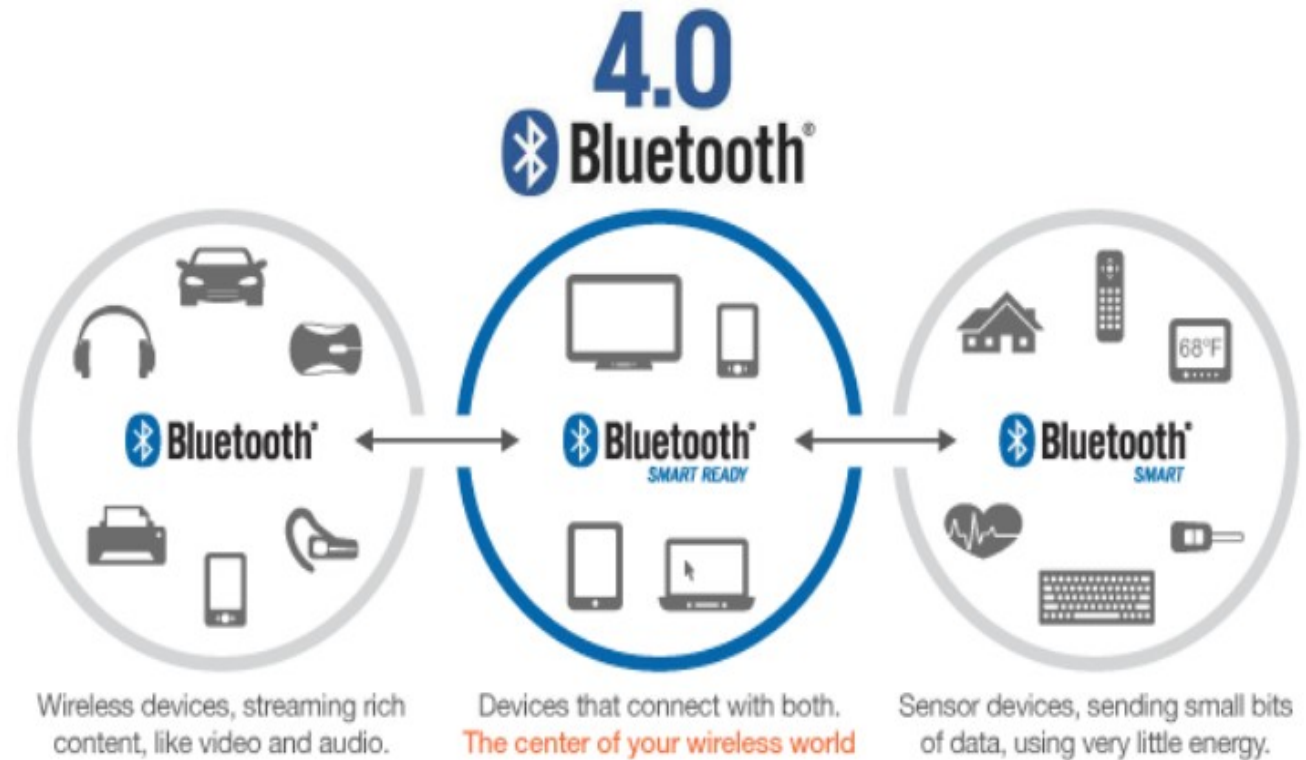 4.0
Bluetooth®
68°F
Bluetooth®
Bluetooth®
SMART READY
Bluetooth®
SMART
Wireless devices, streaming rich
content, like video and audio.
Devices that connect with both.
The center of your wireless world
Sensor devices, sending small bits
of data, using very little energy.